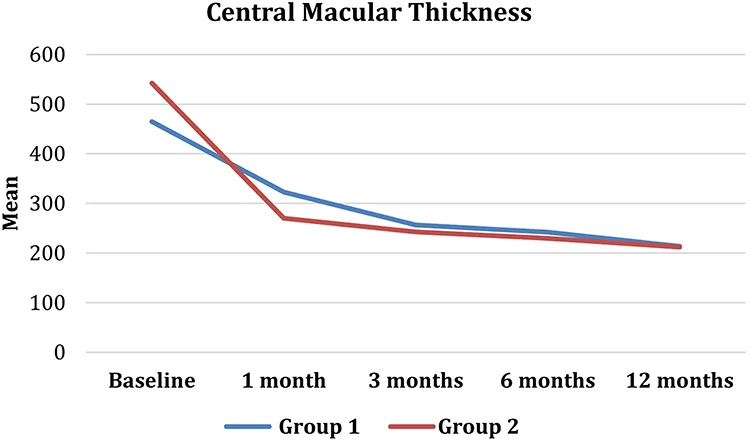 Central Macular Thickness
600
500
400
300
200
100
0
Mean
Baseline 1 month 3 months 6 months 12 months
Group 1 Group 2